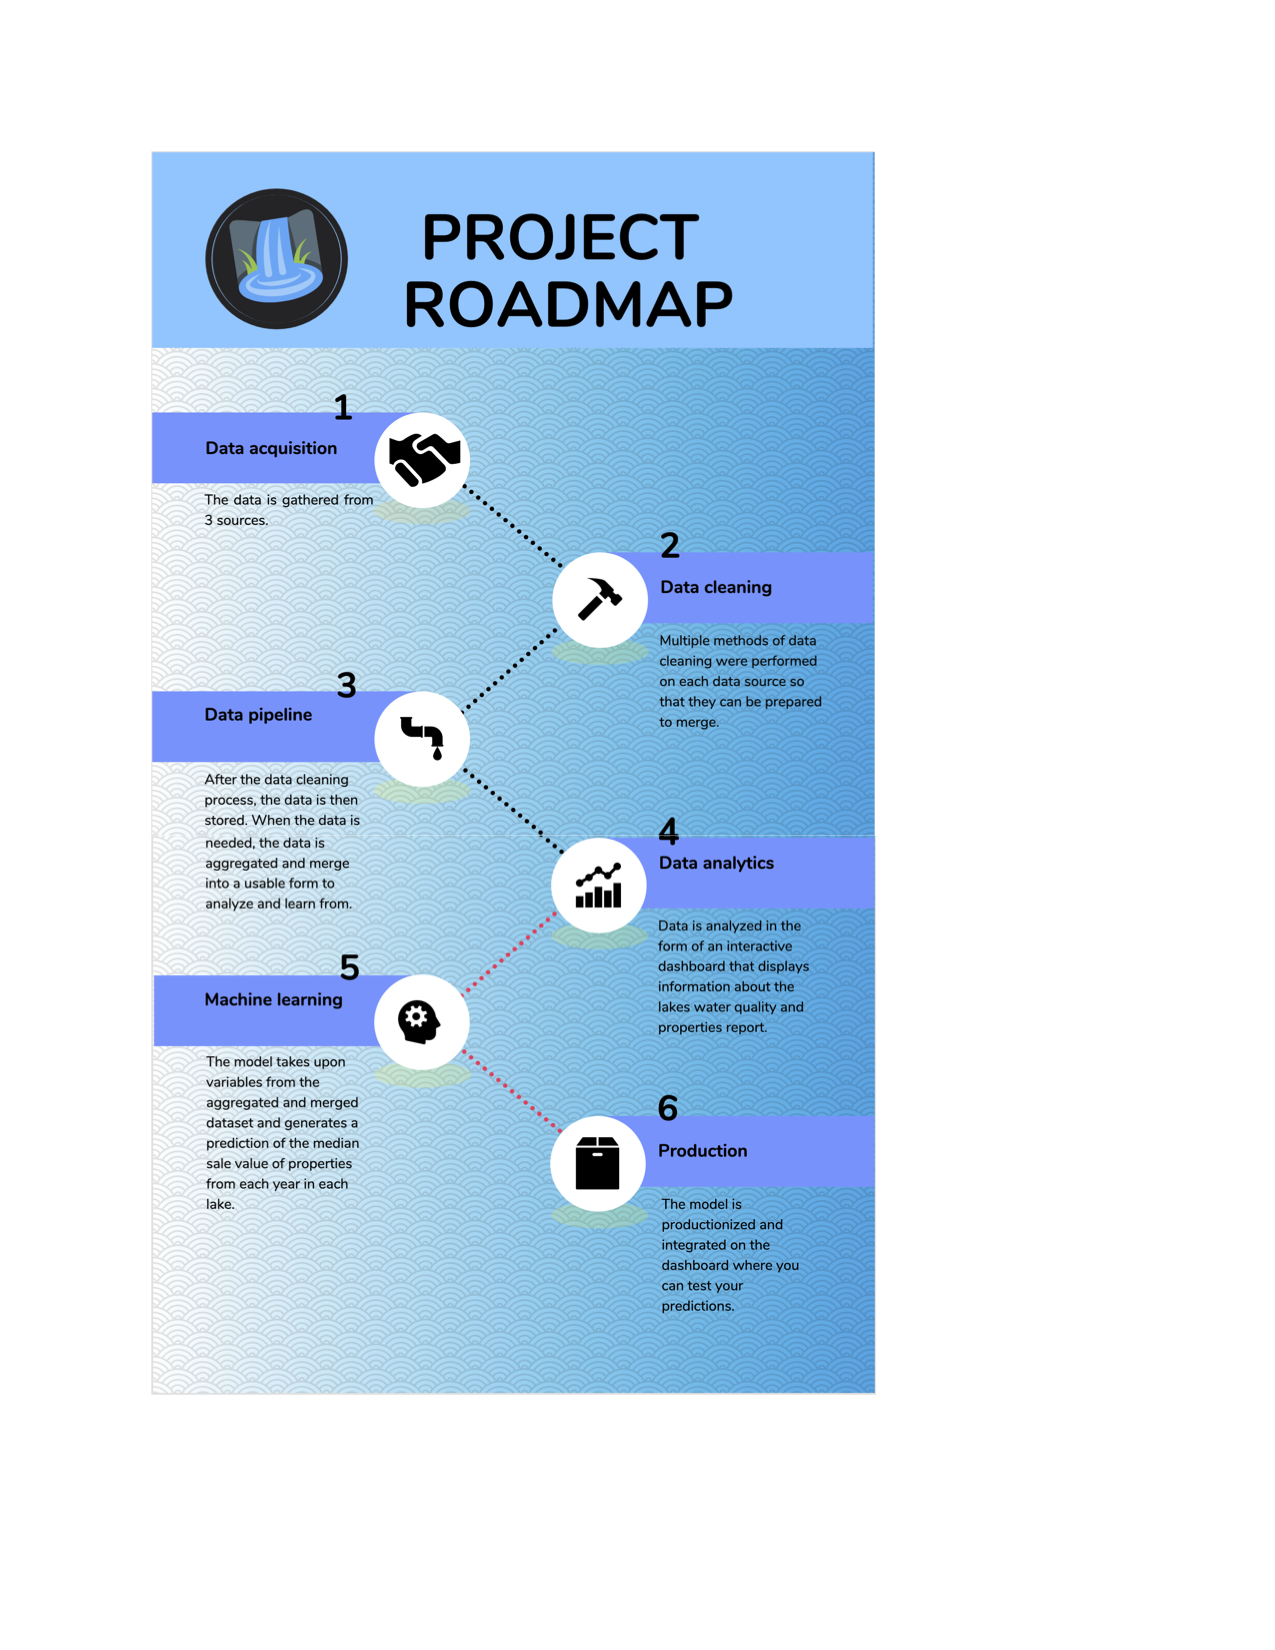 PROJECT
ROADMAP
1
Data acquisition
The data is gathered from
3 sources.
2
Data cleaning
Multiple methods of data
cleaning were performed
on each data source so
that they can be prepared
to merge.
3
Data pipeline
After the data cleaning
process, the data is then
stored. When the data is
needed, the data is
aggregated and merge
into a usable form to
analyze and learn from.
4
Data analytics
Data is analyzed in the
form of an interactive
dashboard that displays
information about the
lakes water quality and
properties report.
5
Machine learning
The model takes upon
variables from the
aggregated and merged
dataset and generates a
prediction of the median
sale value of properties
from each year in each
lake.
6
Production
The model is
productionized and
integrated on the
dashboard where you
can test your
predictions.